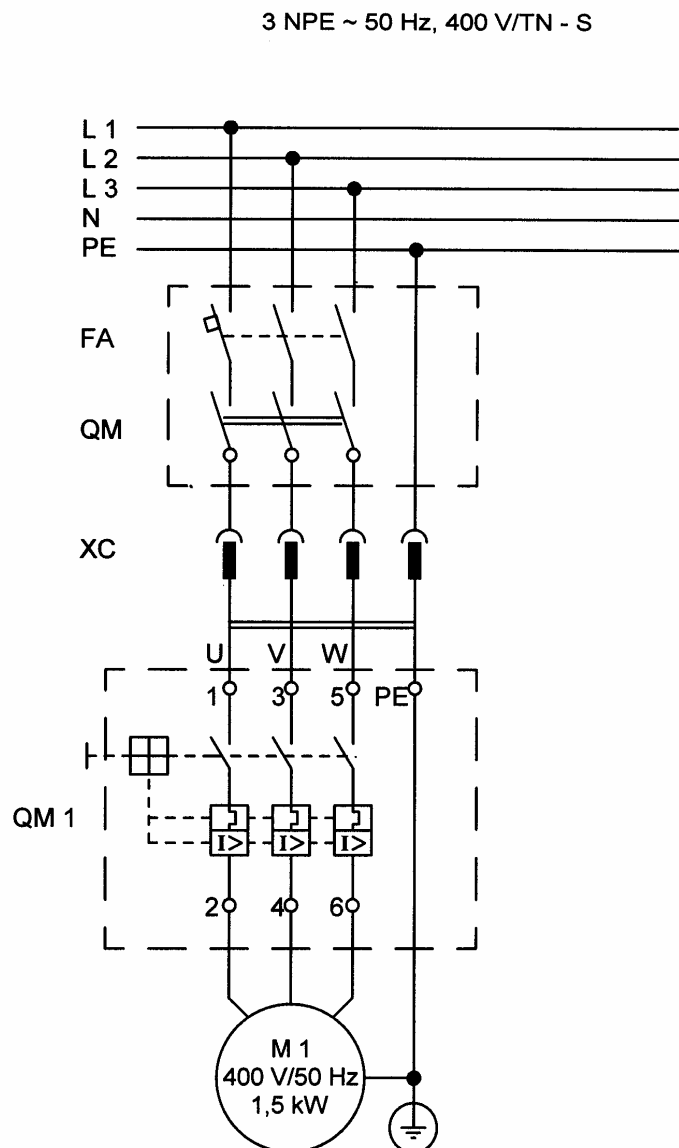 3 NPE ~ 50 Hz, 400 V/TN - S
L 1
L 2
L 3
N
PE
FA
QM
XC
U V W
1 3 5 PE
QM 1
I> I> I>
2 4 6
M 1
400 V/50 Hz
1,5 kW